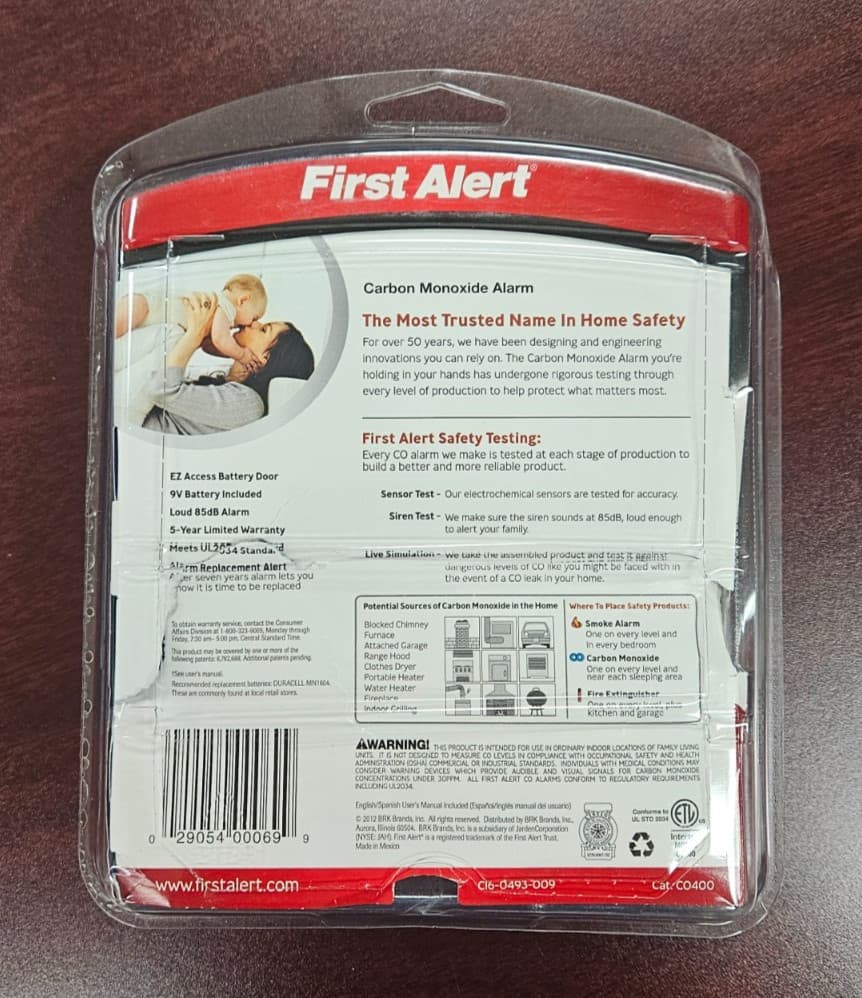 First Alert®
Carbon Monoxide Alarm
The Most Trusted Name In Home Safety
For over 50 years, we have been designing and engineering
innovations you can rely on. The Carbon Monoxide Alarm you're
holding in your hands has undergone rigorous testing through
every level of production to help protect what matters most.
First Alert Safety Testing:
Every CO alarm we make is tested at each stage of production to
build a better and more reliable product.
Sensor Test - Our electrochemical sensors are tested for accuracy.
Siren Test - We make sure the siren sounds at 85dB, loud enough
to alert your family.
Live Simulation - We take the assembled product and test it against
dangerous levels of CO like you might be faced with in
the event of a CO leak in your home.
EZ Access Battery Door
9V Battery Included
Loud 85dB Alarm
5-Year Limited Warranty
Meets UL2034 Standard
Alarm Replacement Alert
After seven years alarm lets you
now it is time to be replaced
To obtain warranty service, contact the Consumer
Affairs Division at 1-800-323-9005, Monday through
Friday, 7:30 am- 5:00 pm, Central Standard Time.
This product may be covered by one or more of the
following patents: 6,792,688. Additional patents pending.
*See user's manual.
Recommended replacement batteries: DURACELL MN1604.
These are commonly found at local retail stores.
Potential Sources of Carbon Monoxide in the Home
Blocked Chimney
Furnace
Attached Garage
Range Hood
Clothes Dryer
Portable Heater
Water Heater
Fireplace
Indoor Grilling
Where To Place Safety Products:
Smoke Alarm
One on every level and
in every bedroom
Carbon Monoxide
One on every level and
near each sleeping area
Fire Extinguisher
One on every level, plus
kitchen and garage
WARNING! THIS PRODUCT IS INTENDED FOR USE IN ORDINARY INDOOR LOCATIONS OF FAMILY LIVING
UNITS. IT IS NOT DESIGNED TO MEASURE CO LEVELS IN COMPLIANCE WITH OCCUPATIONAL SAFETY AND HEALTH
ADMINISTRATION (OSHA) COMMERCIAL OR INDUSTRIAL STANDARDS. INDIVIDUALS WITH MEDICAL CONDITIONS MAY
CONSIDER WARNING DEVICES WHICH PROVIDE AUDIBLE AND VISUAL SIGNALS FOR CARBON MONOXIDE
CONCENTRATIONS UNDER 30PPM. ALL FIRST ALERT CO ALARMS CONFORM TO REGULATORY REQUIREMENTS
INCLUDING UL2034.
English/Spanish User's Manual Included (Español/Inglés manual del usuario)
© 2012 BRK Brands, Inc. All rights reserved. Distributed by BRK Brands, Inc.,
Aurora, Illinois 60504. BRK Brands, Inc. is a subsidiary of Jarden Corporation
(NYSE: JAH). First Alert® is a registered trademark of the First Alert Trust.
Made in Mexico
Conforms to
UL STD 2034
ETL
us
0 29054 00069 9
www.firstalert.com
C16-0493-009
Cat. CO400